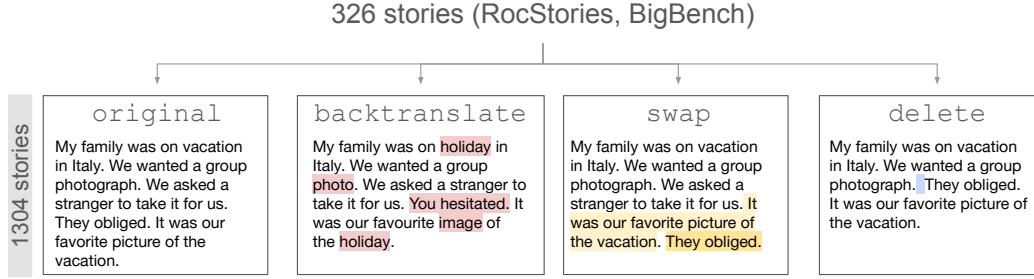 326 stories (RocStories, BigBench)
1304 stories
original
My family was on vacation
in Italy. We wanted a group
photograph. We asked a
stranger to take it for us.
They obliged. It was our
favorite picture of the
vacation.
backtranslate
My family was on holiday in
Italy. We wanted a group
photo. We asked a stranger to
take it for us. You hesitated. It
was our favourite image of
the holiday.
swap
My family was on vacation
in Italy. We wanted a group
photograph. We asked a
stranger to take it for us. It
was our favorite picture of
the vacation. They obliged.
delete
My family was on vacation
in Italy. We wanted a group
photograph. They obliged.
It was our favorite picture of
the vacation.